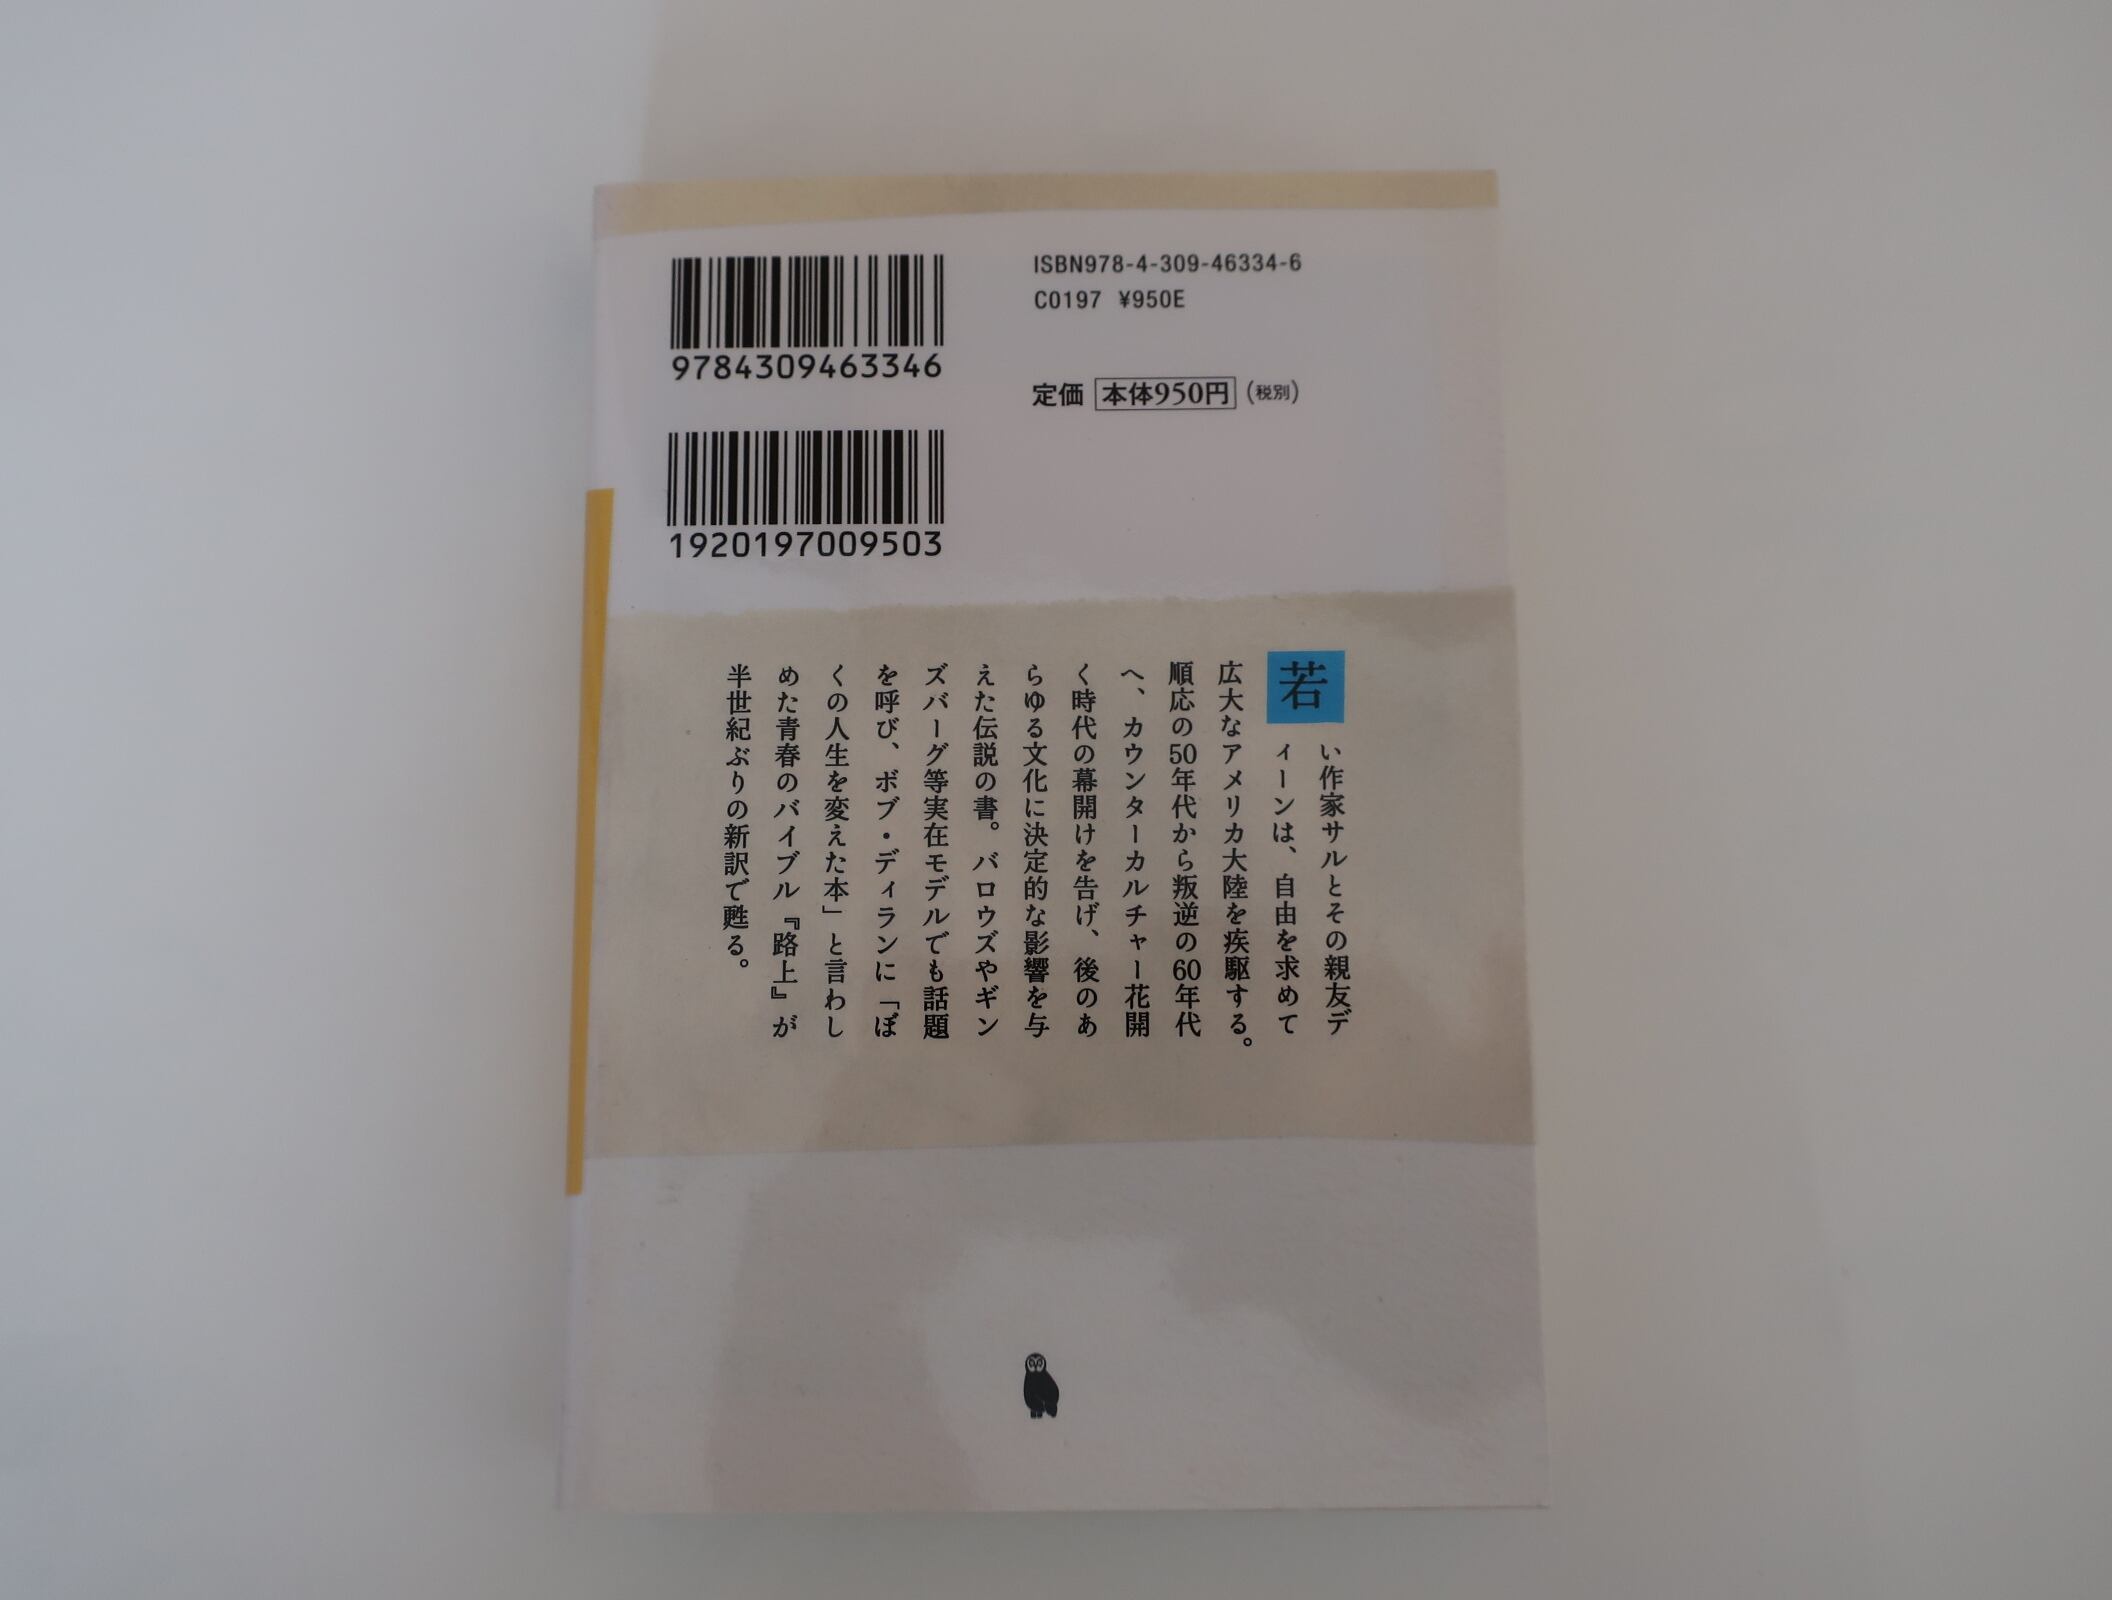 9784309463346
1920197009503
ISBN978-4-309-46334-6
C0197 ¥950E
定価 本体950円 (税別)
若い作家サルとその親友デ
ィーンは、自由を求めて
広大なアメリカ大陸を疾駆する。
順応の50年代から叛逆の60年代
へ、カウンターカルチャー花開
く時代の幕開けを告げ、後のあ
らゆる文化に決定的な影響を与
えた伝説の書。バロウズやギン
ズバーグ等実在モデルでも話題
を呼び、ボブ・ディランに「ぼ
くの人生を変えた本」と言わし
めた青春のバイブル『路上』が
半世紀ぶりの新訳で甦る。